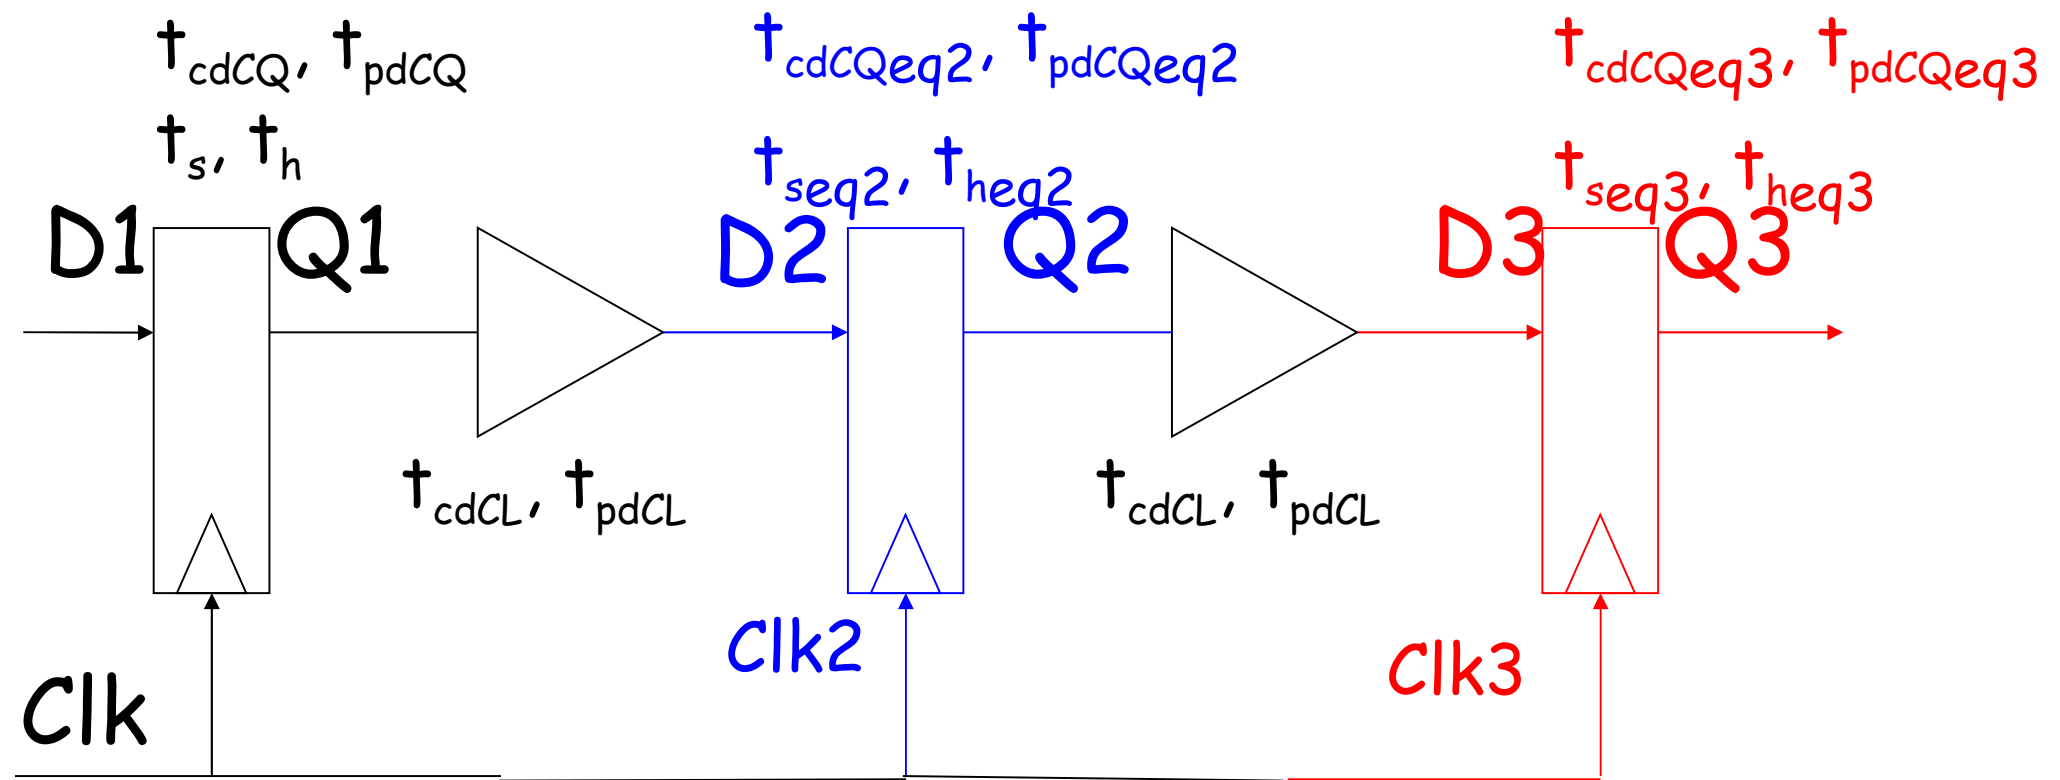 tcdCQ, tpdCQ
ts, th
tcdCQeq2, tpdCQeq2
tseq2, theq2
tcdCQeq3, tpdCQeq3
tseq3, theq3
D1 Q1 D2 Q2 D3 Q3
tcdCL, tpdCL
tcdCL, tpdCL
Clk Clk2 Clk3